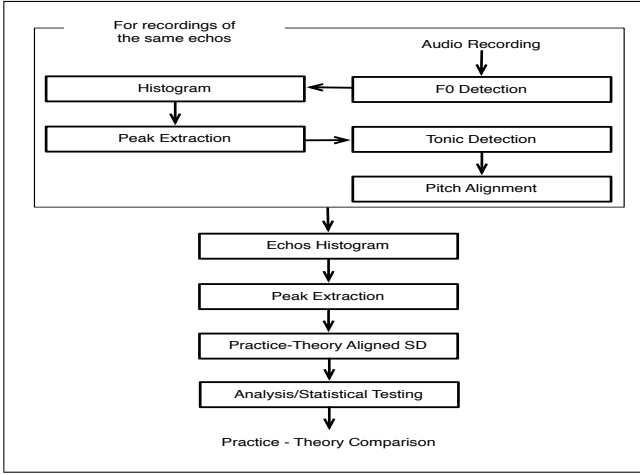 For recordings of
the same echos
Audio Recording
F0 Detection
Histogram
Peak Extraction
Tonic Detection
Pitch Alignment
Echos Histogram
Peak Extraction
Practice-Theory Aligned SD
Analysis/Statistical Testing
Practice - Theory Comparison